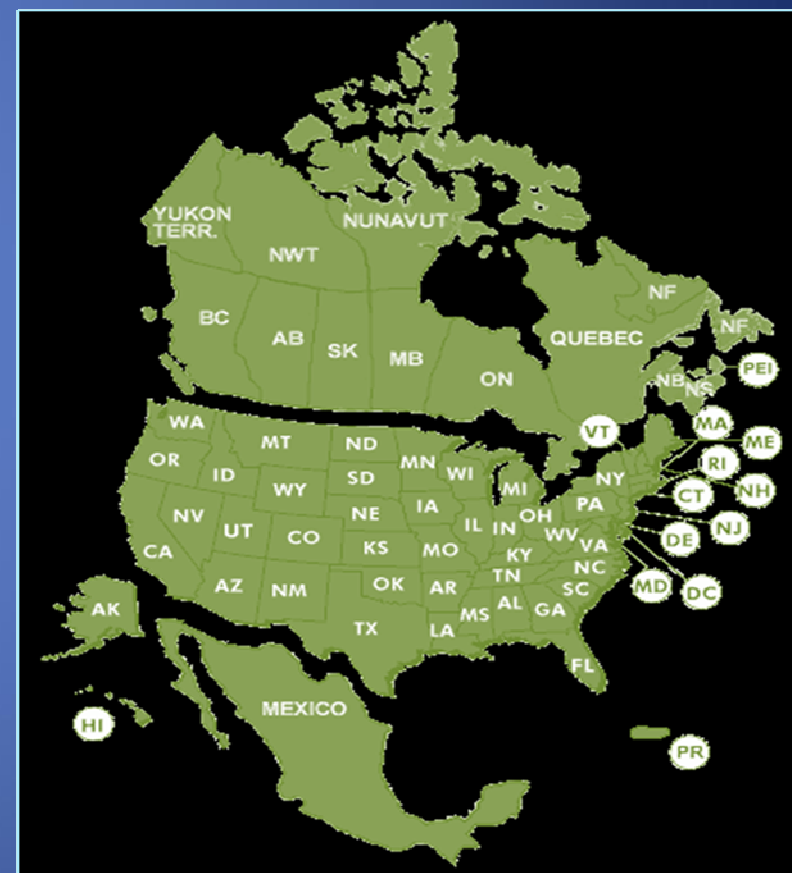 YUKON
TERR.
NUNAVUT
NWT
NF
BC
NF
AB
QUEBEC
SK
MB
PEI
ON
NB
NS
WA
MA
VT
MT
ND
ME
OR
MN
RI
WI
ID
SD
NY
WY
MI
NH
CT
IA
PA
NE
NV
OH
IL
IN
NJ
UT
CO
WV
DE
KS
VA
MO
CA
KY
NC
TN
AZ
OK
AR
MD
NM
SC
DC
AL
GA
AK
MS
TX
LA
FL
MEXICO
HI
PR